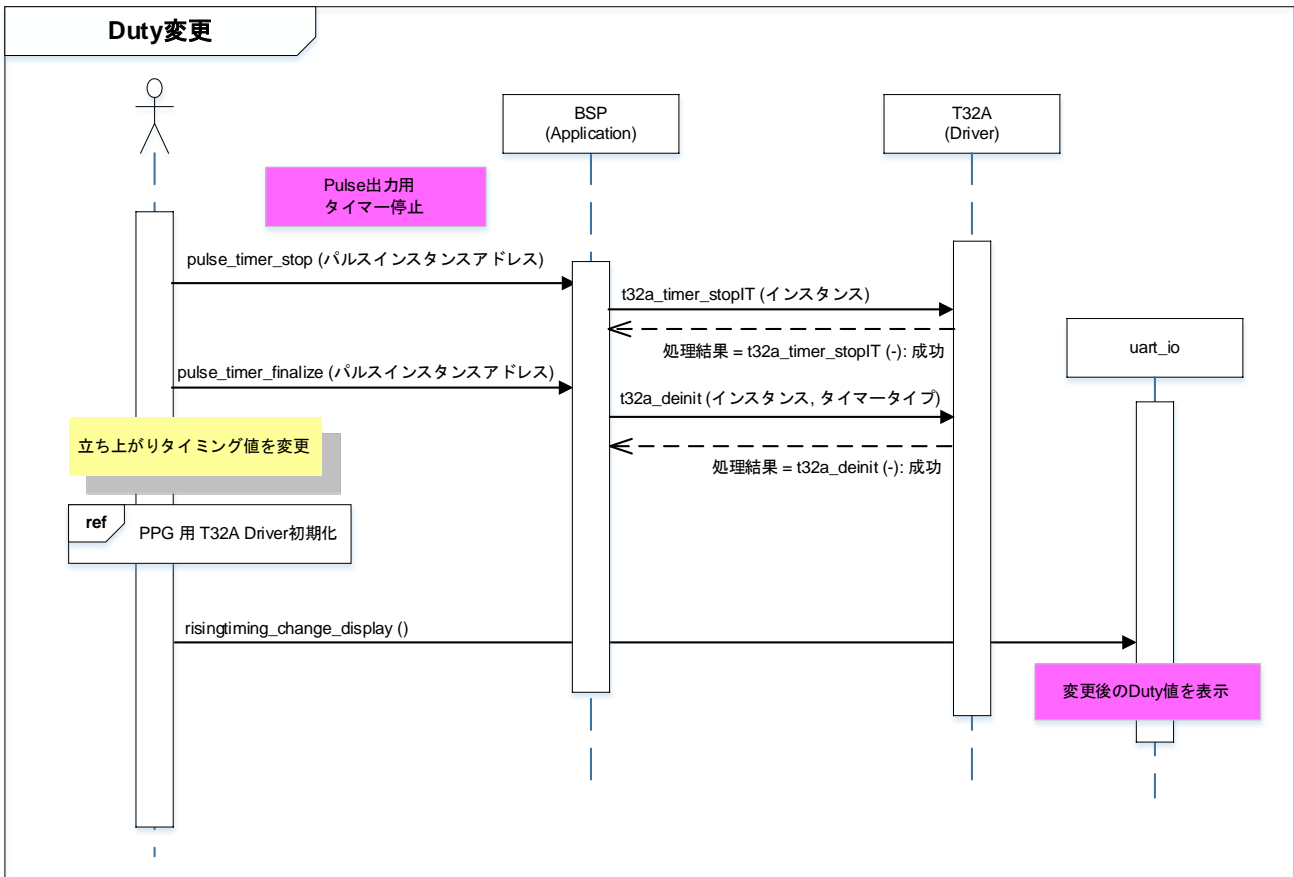 Duty変更
BSP
(Application)
T32A
(Driver)
Pulse出力用
タイマー停止
pulse_timer_stop (パルスインスタンスアドレス)
t32a_timer_stopIT (インスタンス)
処理結果 = t32a_timer_stopIT (-): 成功
uart_io
pulse_timer_finalize (パルスインスタンスアドレス)
t32a_deinit (インスタンス, タイマータイプ)
立ち上がりタイミング値を変更
処理結果 = t32a_deinit (-): 成功
ref
PPG 用 T32A Driver初期化
risingtiming_change_display ()
変更後のDuty値を表示